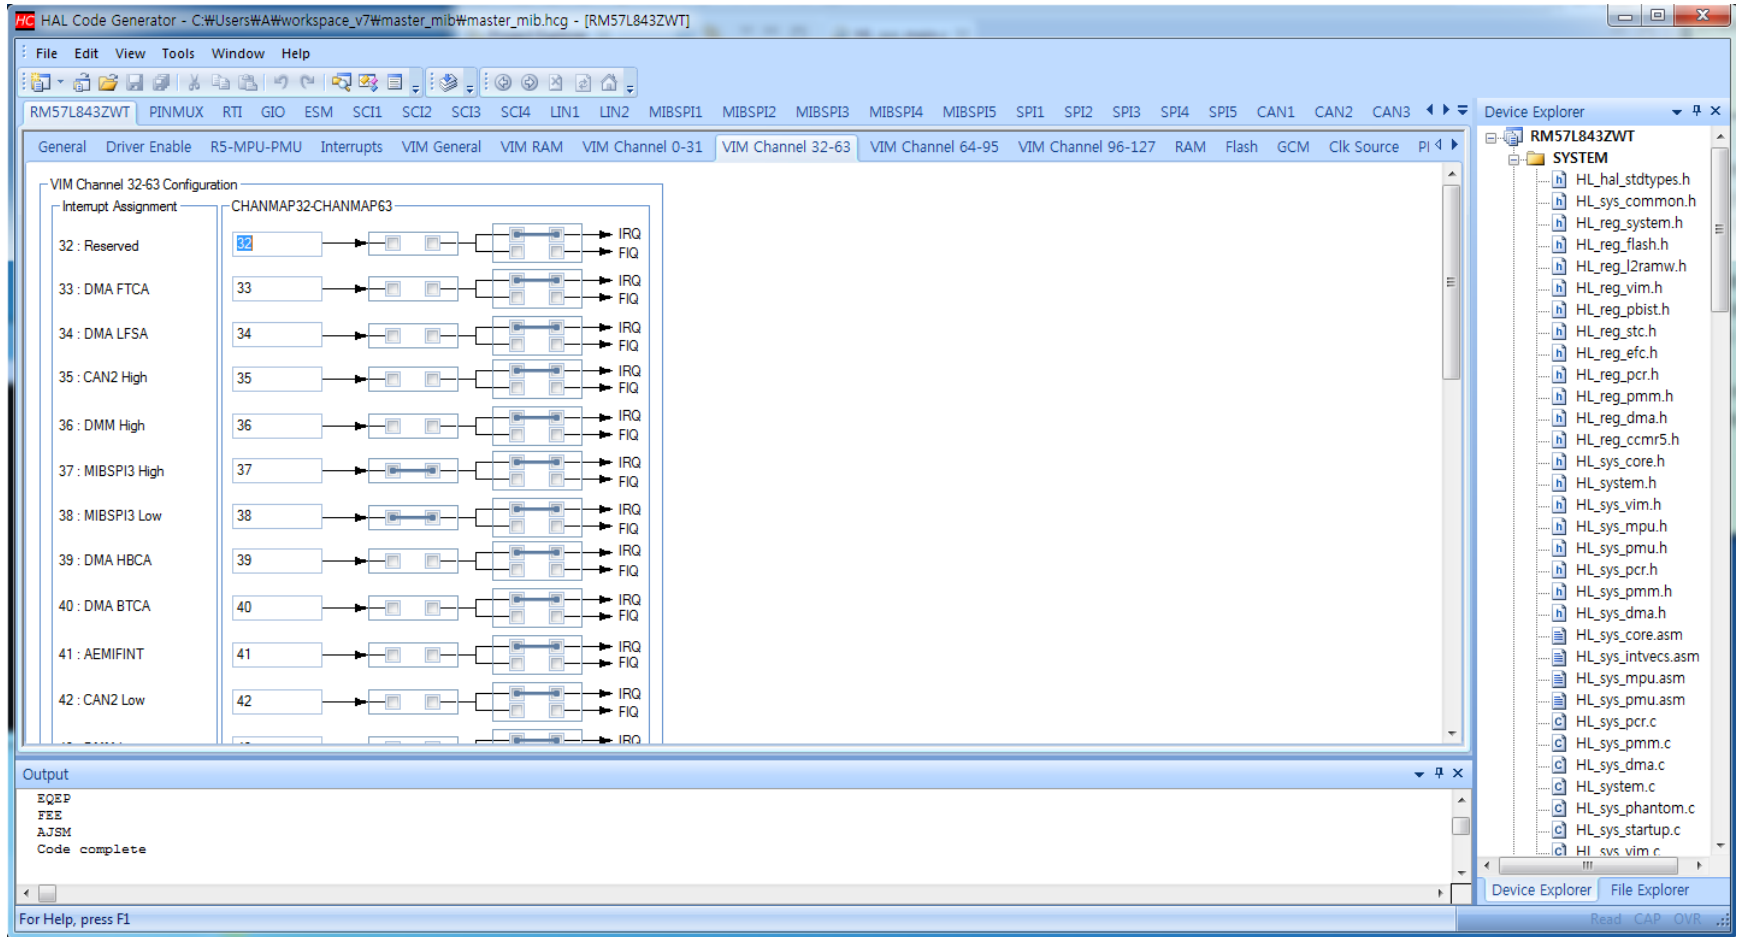 HC HAL Code Generator - C:₩Users₩A₩workspace_v7₩master_mib₩master_mib.hcg - [RM57L843ZWT]
File Edit View Tools Window Help
RM57L843ZWT PINMUX RTI GIO ESM SCI1 SCI2 SCI3 SCI4 LIN1 LIN2 MIBSPI1 MIBSPI2 MIBSPI3 MIBSPI4 MIBSPI5 SPI1 SPI2 SPI3 SPI4 SPI5 CAN1 CAN2 CAN3
General Driver Enable R5-MPU-PMU Interrupts VIM General VIM RAM VIM Channel 0-31 VIM Channel 32-63 VIM Channel 64-95 VIM Channel 96-127 RAM Flash GCM Clk Source
VIM Channel 32-63 Configuration
Interrupt Assignment CHANMAP32-CHANMAP63
32 : Reserved 32 IRQ
FIQ
33 : DMA FTCA 33 IRQ
FIQ
34 : DMA LFSA 34 IRQ
FIQ
35 : CAN2 High 35 IRQ
FIQ
36 : DMM High 36 IRQ
FIQ
37 : MIBSPI3 High 37 IRQ
FIQ
38 : MIBSPI3 Low 38 IRQ
FIQ
39 : DMA HBCA 39 IRQ
FIQ
40 : DMA BTCA 40 IRQ
FIQ
41 : AEMIFINT 41 IRQ
FIQ
42 : CAN2 Low 42 IRQ
FIQ
IRQ
Output
EQEP
FEE
AJSM
Code complete
For Help, press F1
Device Explorer
RM57L843ZWT
SYSTEM
HL_hal_stdtypes.h
HL_sys_common.h
HL_reg_system.h
HL_reg_flash.h
HL_reg_l2ramw.h
HL_reg_vim.h
HL_reg_pbist.h
HL_reg_stc.h
HL_reg_efc.h
HL_reg_pcr.h
HL_reg_pmm.h
HL_reg_dma.h
HL_reg_ccmr5.h
HL_sys_core.h
HL_system.h
HL_sys_vim.h
HL_sys_mpu.h
HL_sys_pmu.h
HL_sys_pcr.h
HL_sys_pmm.h
HL_sys_dma.h
HL_sys_core.asm
HL_sys_intvecs.asm
HL_sys_mpu.asm
HL_sys_pmu.asm
HL_sys_pcr.c
HL_sys_pmm.c
HL_sys_dma.c
HL_system.c
HL_sys_phantom.c
HL_sys_startup.c
HL_sys_vim.c
Device Explorer File Explorer
Read CAP OVR